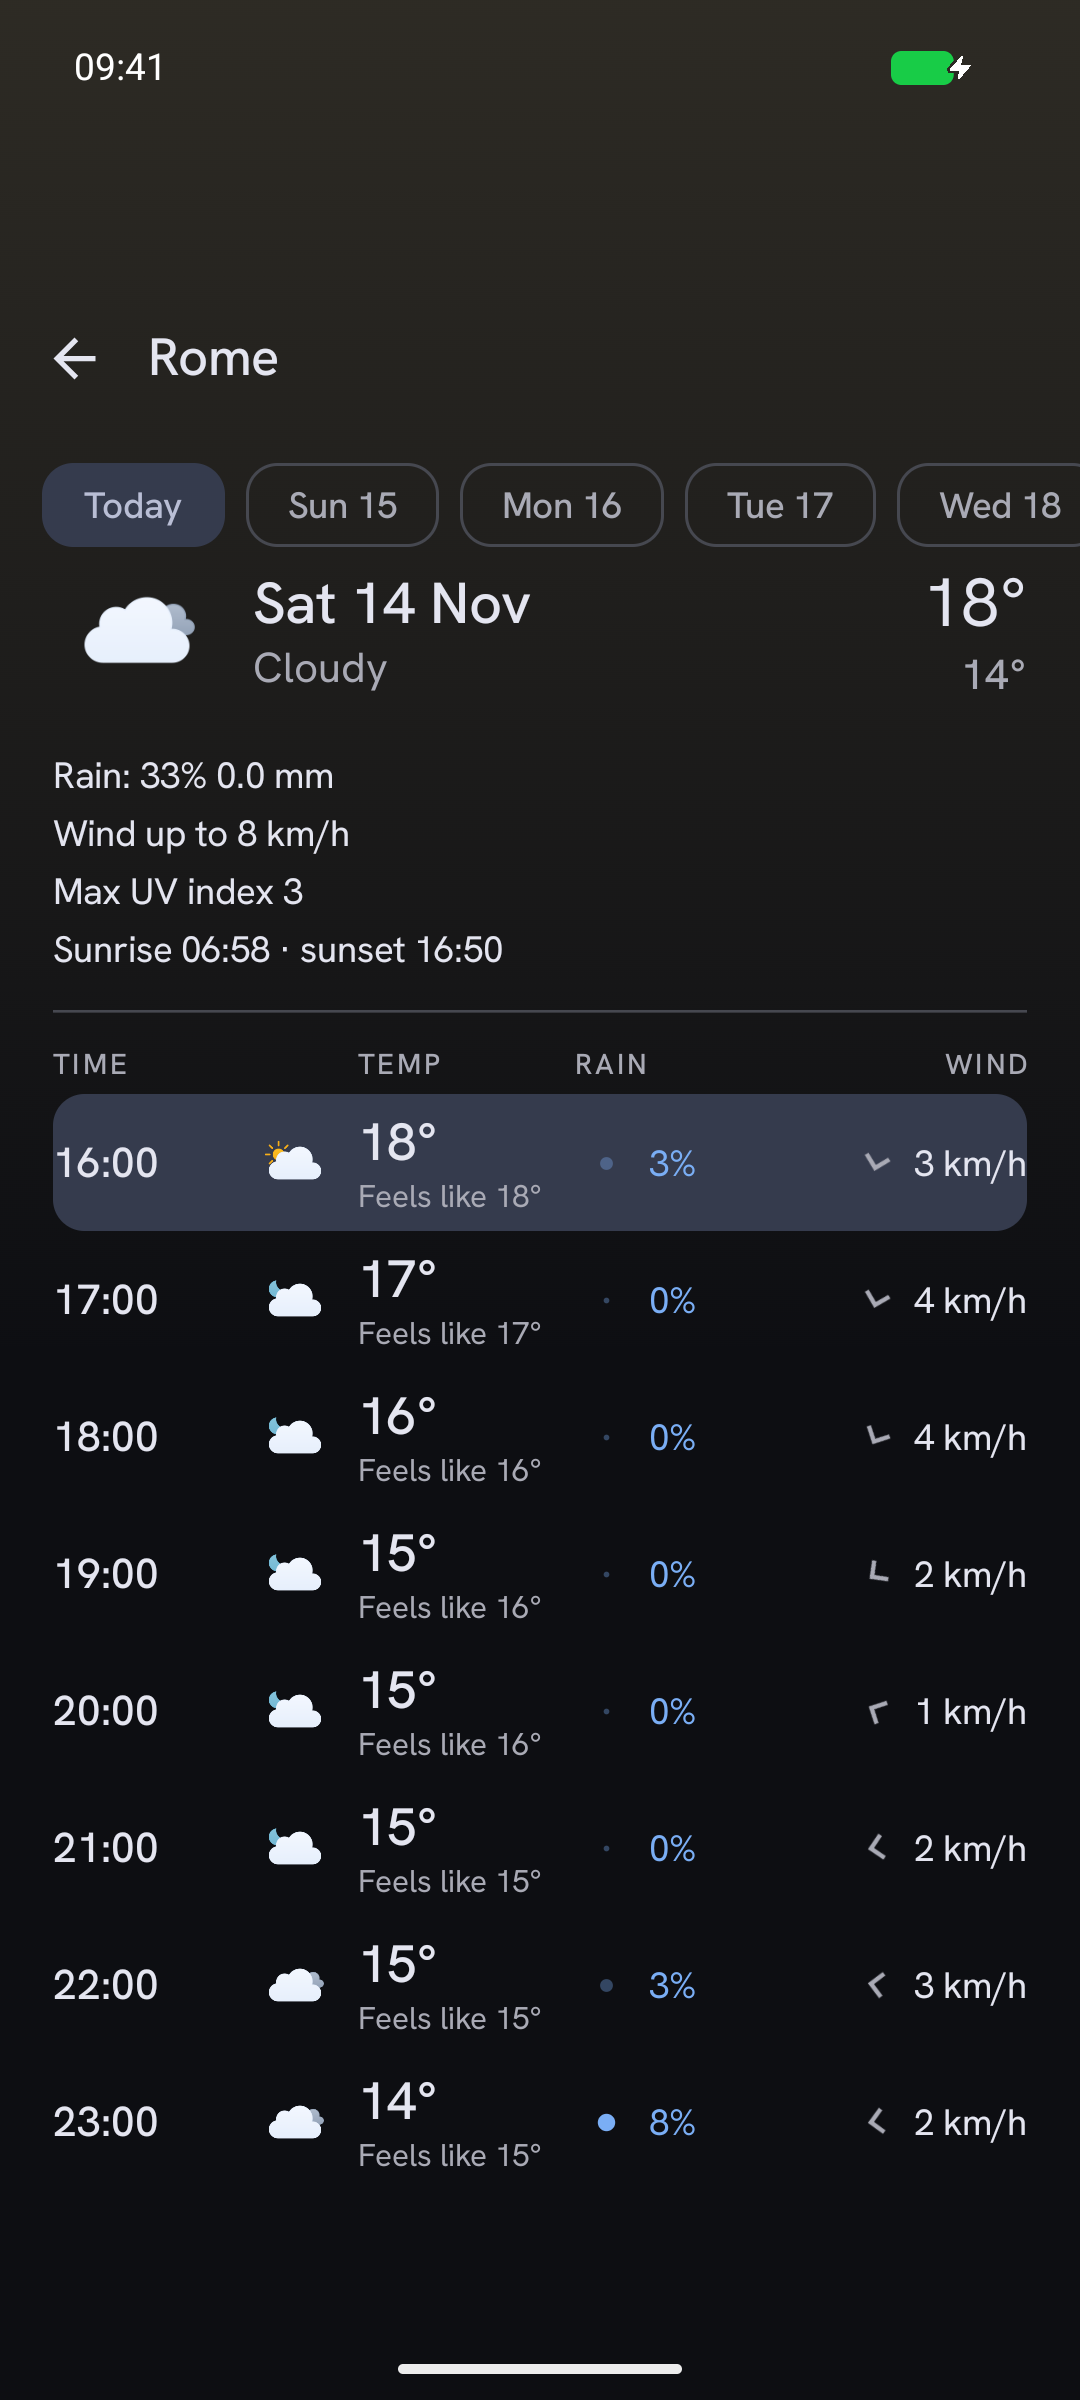 09:41
Rome
Today Sun 15 Mon 16 Tue 17 Wed 18
Sat 14 Nov 18°
Cloudy 14°
Rain: 33% 0.0 mm
Wind up to 8 km/h
Max UV index 3
Sunrise 06:58 · sunset 16:50
TIME TEMP RAIN WIND
16:00 18° 3% 3 km/h
Feels like 18°
17:00 17° 0% 4 km/h
Feels like 17°
18:00 16° 0% 4 km/h
Feels like 16°
19:00 15° 0% 2 km/h
Feels like 16°
20:00 15° 0% 1 km/h
Feels like 16°
21:00 15° 0% 2 km/h
Feels like 15°
22:00 15° 3% 3 km/h
Feels like 15°
23:00 14° 8% 2 km/h
Feels like 15°